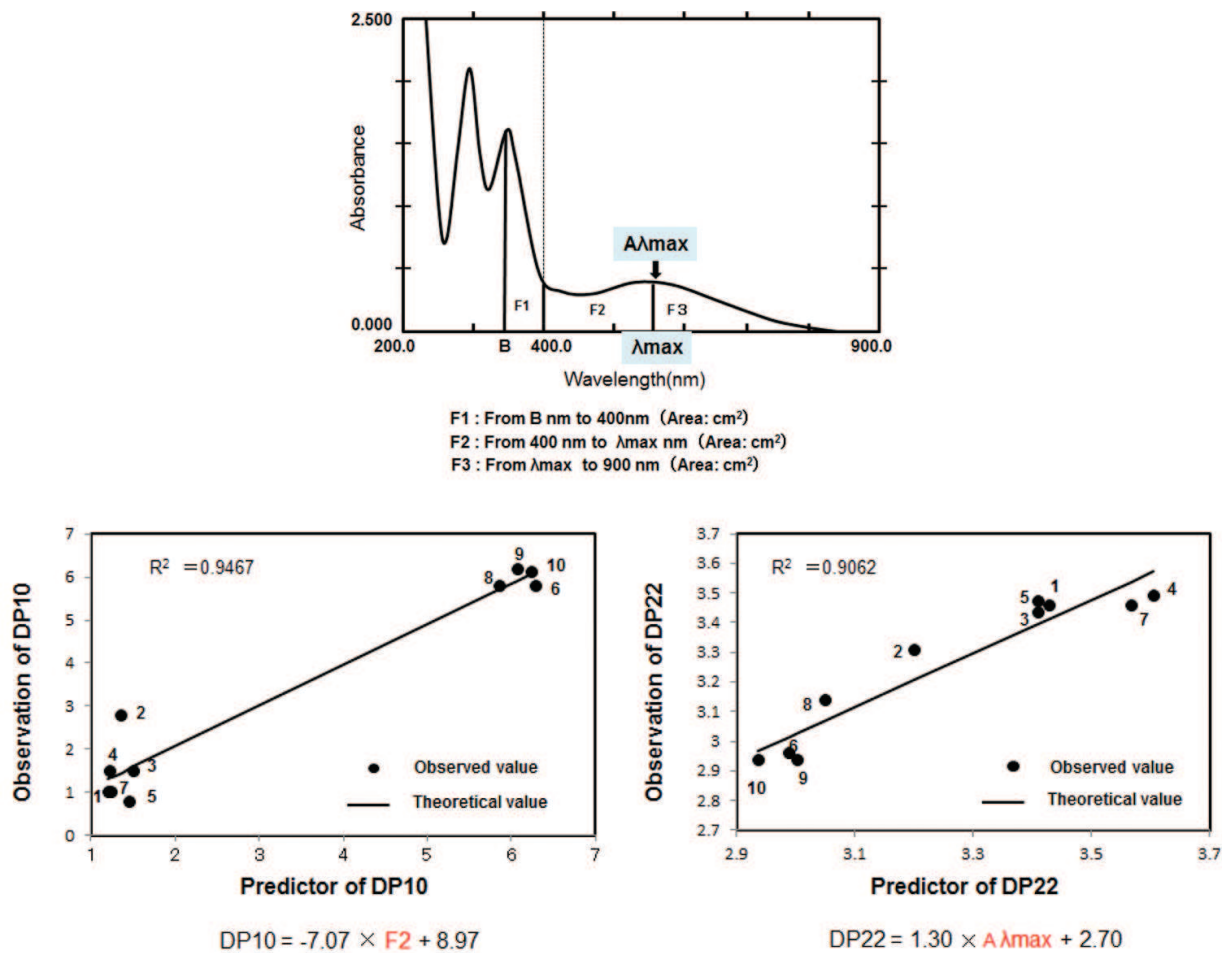 2.500
Absorbance
Aλmax
F1
F2
F3
0.000
200.0
B
400.0
λmax
900.0
Wavelength(nm)
F1 : From B nm to 400nm (Area: cm²)
F2 : From 400 nm to λmax nm (Area: cm²)
F3 : From λmax to 900 nm (Area: cm²)
Observation of DP10
7
6
5
4
3
2
1
0
R² =0.9467
9
10
8
6
2
4
3
1
7
5
Observed value
Theoretical value
1 2 3 4 5 6 7
Predictor of DP10
DP10 = -7.07 × F2 + 8.97
Observation of DP22
3.7
3.6
3.5
3.4
3.3
3.2
3.1
3
2.9
2.8
2.7
R² =0.9062
5
1
4
3
7
2
8
6
10
9
Observed value
Theoretical value
2.9 3.1 3.3 3.5 3.7
Predictor of DP22
DP22 = 1.30 × A λmax + 2.70